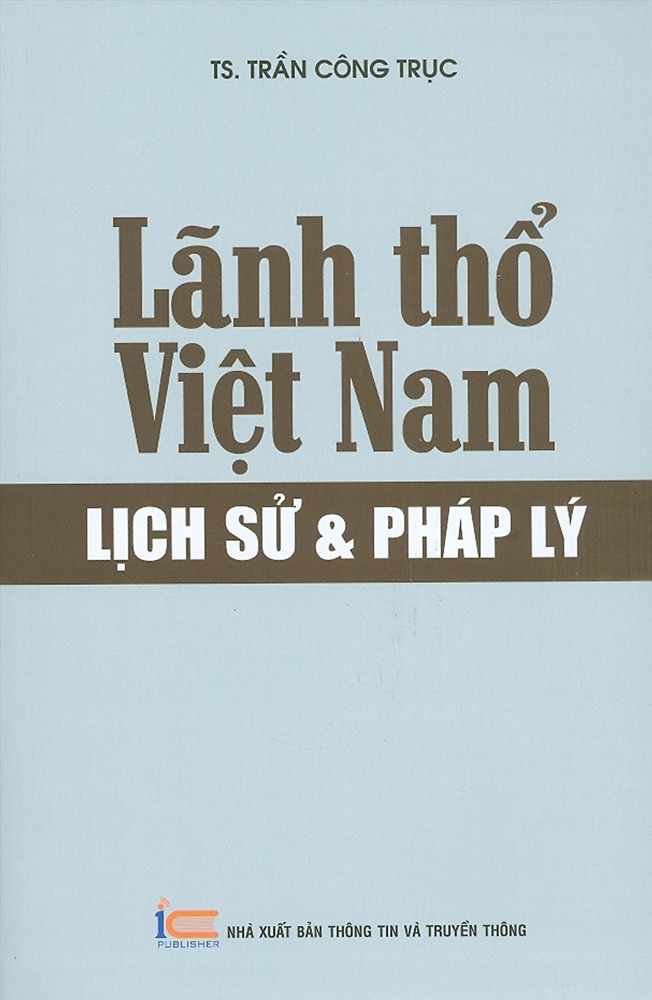 TS. TRẦN CÔNG TRỤC
Lãnh thổ
Việt Nam
LỊCH SỬ & PHÁP LÝ
ic
PUBLISHER
NHÀ XUẤT BẢN THÔNG TIN VÀ TRUYỀN THÔNG